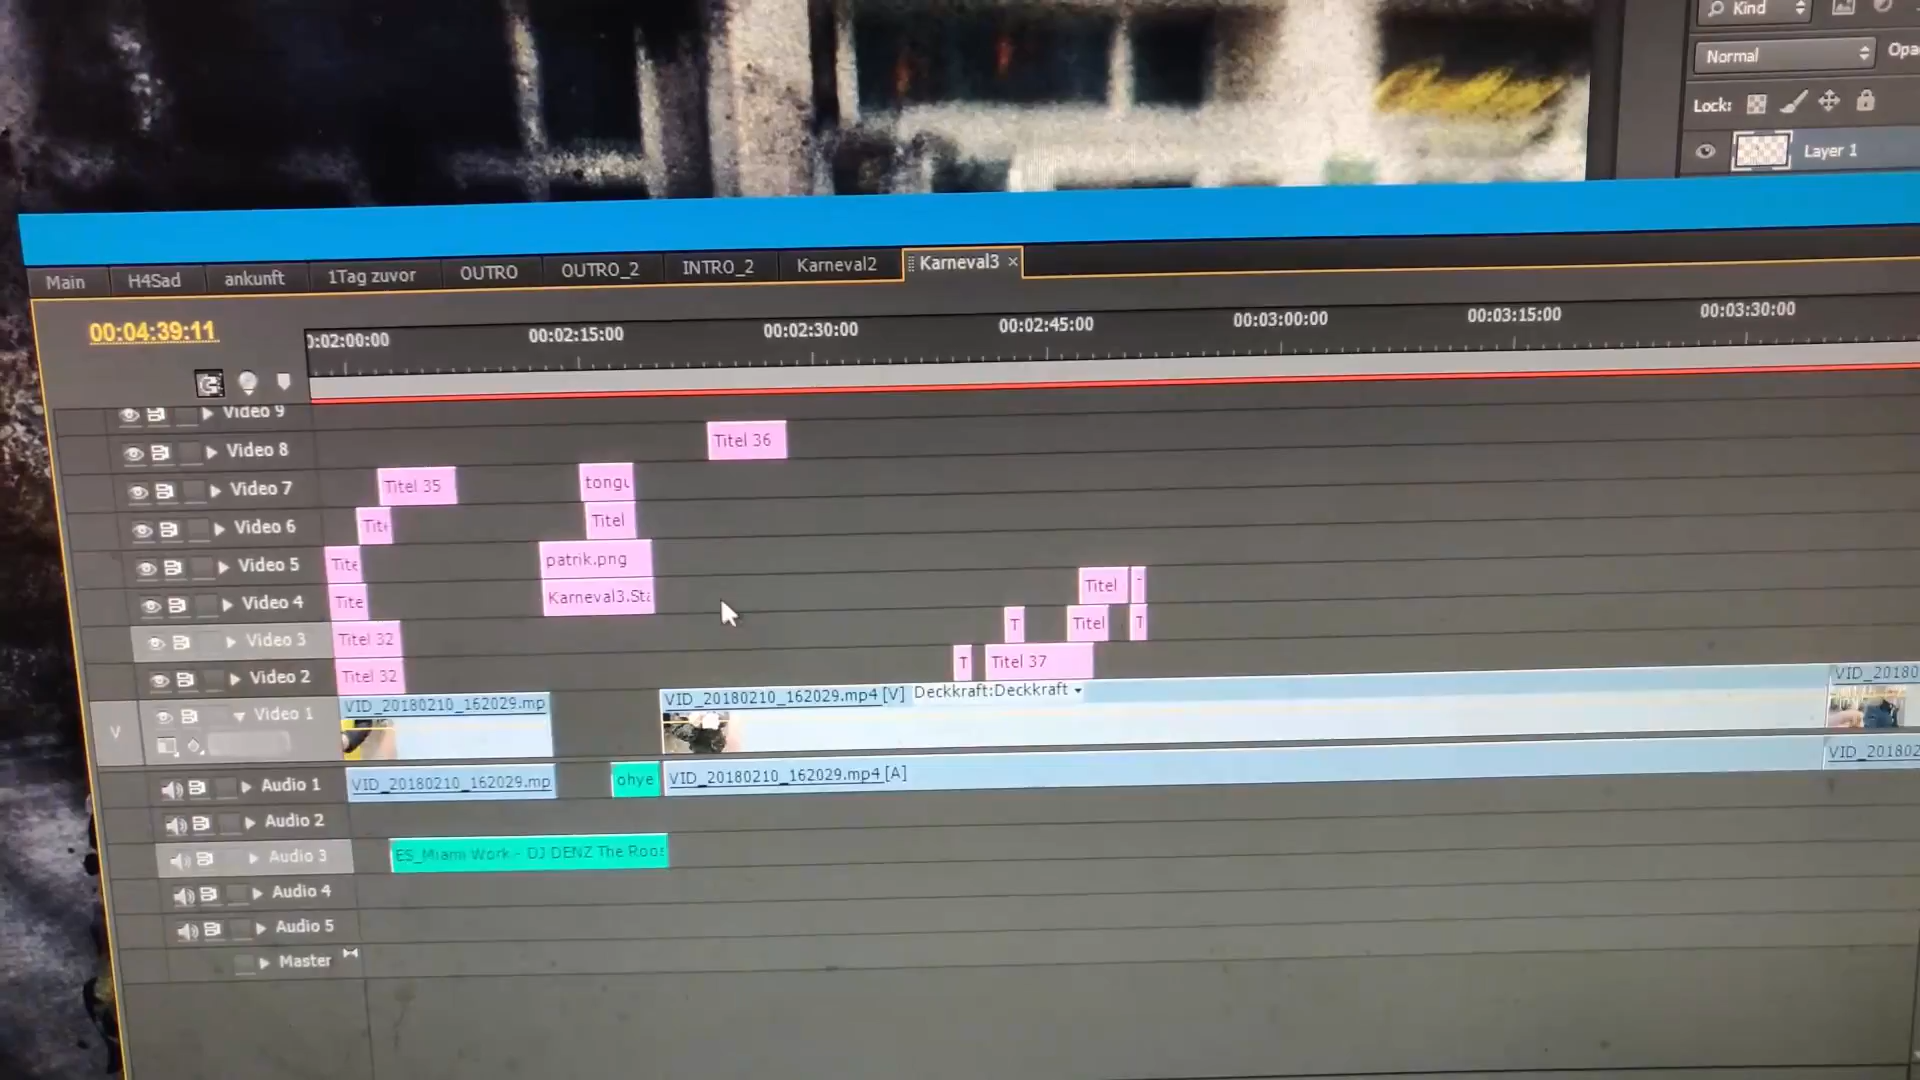 Kind
Normal
Opa
Lock:
Layer 1
Main H4Sad ankunft 1Tag zuvor OUTRO OUTRO_2 INTRO_2 Karneval2 Karneval3 ×
00:04:39:11
0:02:00:00 00:02:15:00 00:02:30:00 00:02:45:00 00:03:00:00 00:03:15:00 00:03:30:00
Video 9
Video 8 Titel 36
Video 7 Titel 35 tongu
Video 6 Tite Titel
Video 5 Tite patrik.png Titel
Video 4 Tite Karneval3.Sta T Titel T
Video 3 Titel 32 T Titel 37
Video 2 Titel 32
V Video 1 VID_20180210_162029.mp VID_20180210_162029.mp4 [V] Deckkraft:Deckkraft VID_201802
Audio 1 VID_20180210_162029.mp ohye VID_20180210_162029.mp4 [A] VID_201802
Audio 2
Audio 3 ES_Miami Work - DJ DENZ The Roos
Audio 4
Audio 5
Master